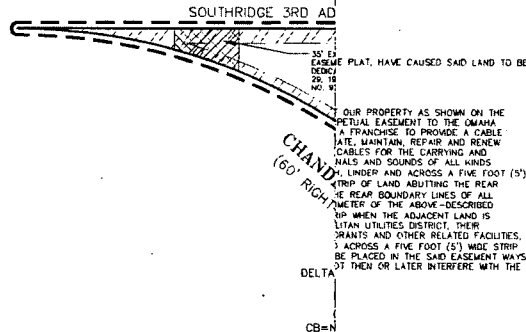 SOUTHRIDGE 3RD AD
35' E
EASEME
DEDIC
29, 19
NO. 9
PLAT, HAVE CAUSED SAID LAND TO BE
OUR PROPERTY AS SHOWN ON THE
PETUAL EASEMENT TO THE OMAHA
A FRANCHISE TO PROVIDE A CABLE
ATE, MAINTAIN, REPAIR AND RENEW
CABLES FOR THE CARRYING AND
NALS AND SOUNDS OF ALL KINDS
H, UNDER AND ACROSS A FIVE FOOT (5')
TRIP OF LAND ABUTTING THE REAR
E REAR BOUNDARY LINES OF ALL
METER OF THE ABOVE-DESCRIBED
IP WHEN THE ADJACENT LAND IS
LITAN UTILITIES DISTRICT, THEIR
RANTS AND OTHER RELATED FACILITIES,
ACROSS A FIVE FOOT (5') WIDE STRIP
BE PLACED IN THE SAID EASEMENT WAYS
OT THEN OR LATER INTERFERE WITH THE
CHAND
(60' RIGHT
DELTA
CB=N